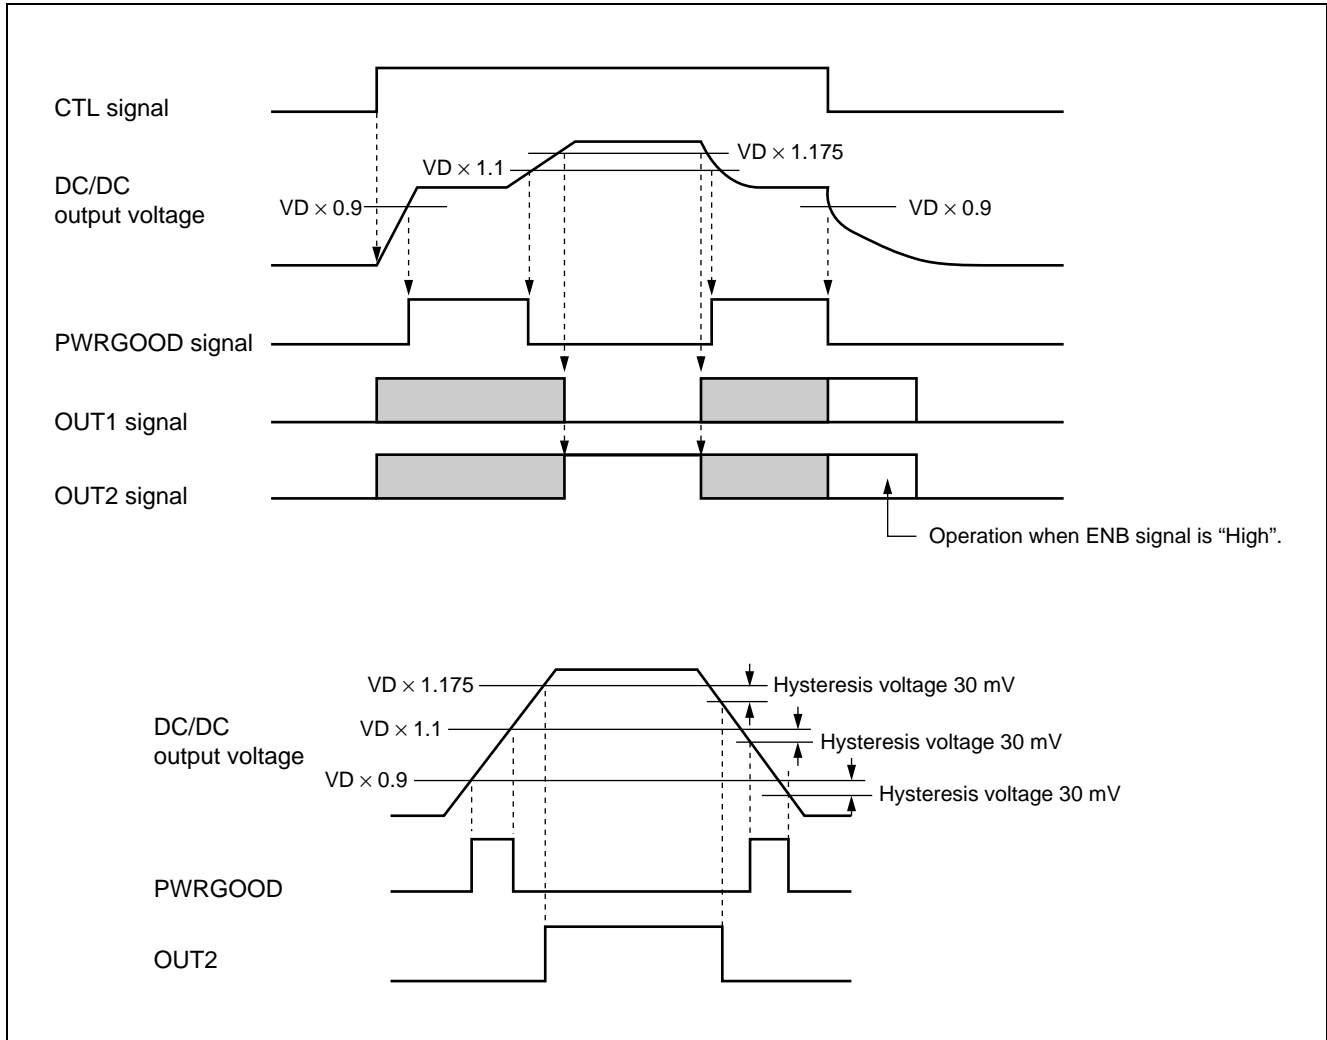 CTL signal
VD × 1.175
VD × 1.1
DC/DC
output voltage
VD × 0.9
VD × 0.9
PWRGOOD signal
OUT1 signal
OUT2 signal
Operation when ENB signal is “High”.
VD × 1.175
Hysteresis voltage 30 mV
DC/DC
output voltage
VD × 1.1
Hysteresis voltage 30 mV
VD × 0.9
Hysteresis voltage 30 mV
PWRGOOD
OUT2